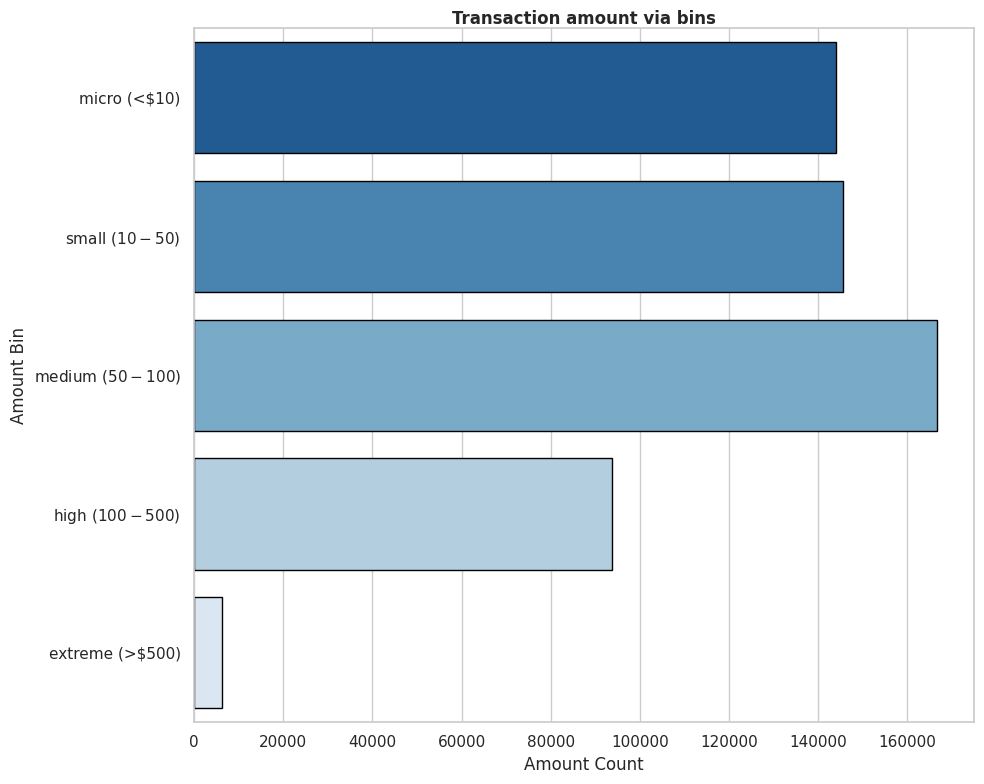 Transaction amount via bins
micro (<$10)
small (10 − 50)
medium (50 − 100)
high (100 − 500)
extreme (>$500)
Amount Bin
0 20000 40000 60000 80000 100000 120000 140000 160000
Amount Count